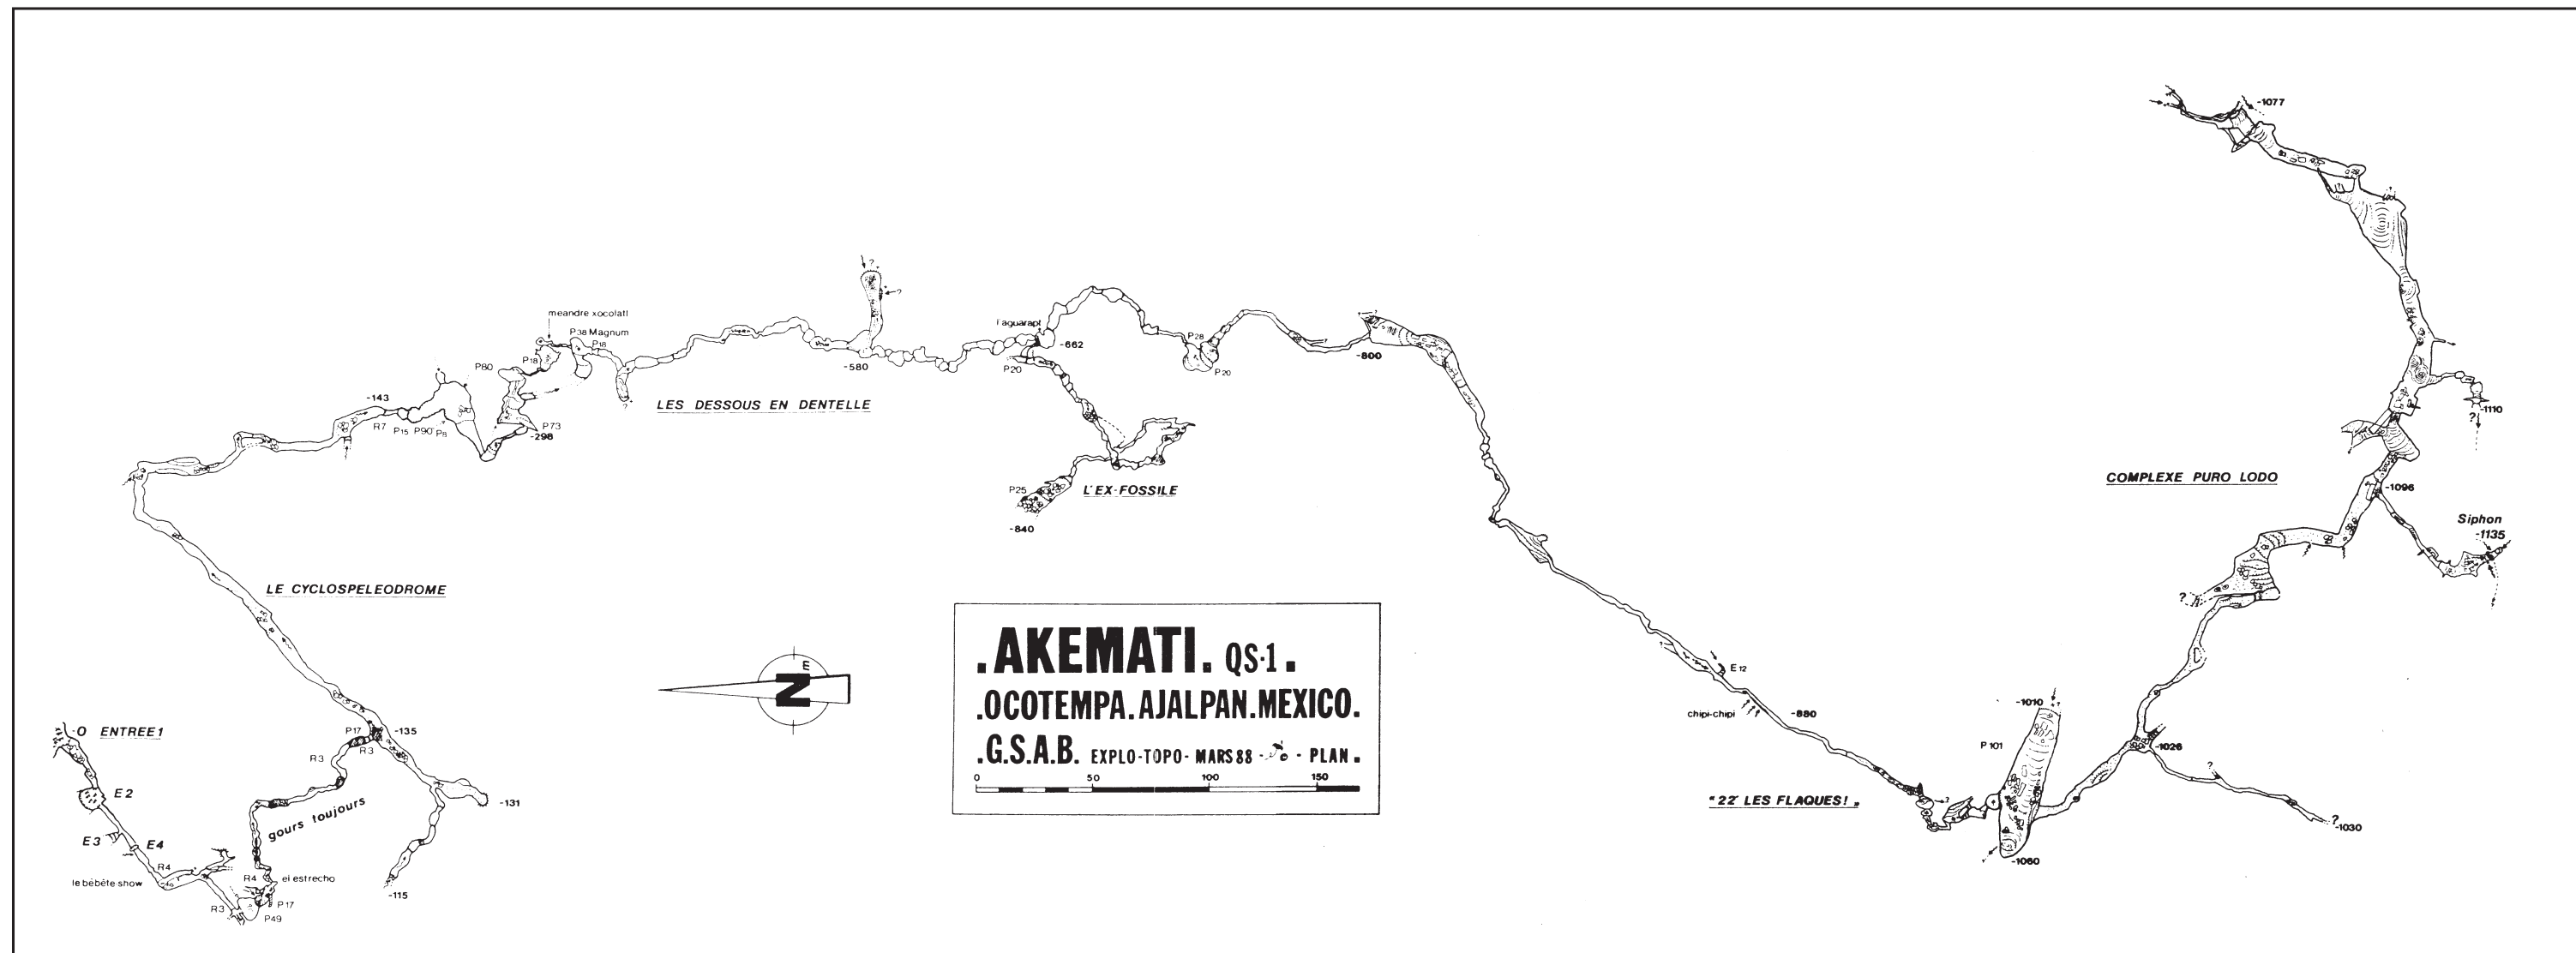 -1077
meandre xocolatl
P38 Magnum
P18
P18
P80
-143
R7 P15 P90 P8
P73
-298
LES DESSOUS EN DENTELLE
?
?
?
-580
l'aguarapt
-662
P20
P28
P20
-800
P25
L'EX-FOSSILE
-840
-1110
?
COMPLEXE PURO LODO
-1096
Siphon
-1135
?
LE CYCLOSPELEODROME
E
N
.AKEMATI. QS-1.
.OCOTEMPA.AJALPAN.MEXICO.
.G.S.A.B. EXPLO-TOPO-MARS 88 - - PLAN.
0 50 100 150
E12
chipi-chipi
-880
-1010
P101
-1026
?
?
-1030
"22" LES FLAQUES!"
-1060
-0 ENTREE 1
E2
E3
E4
R4
le bébête show
R3
P17
-135
R3
R3
gours toujours
-131
R4
el estrecho
P17
P49
-115